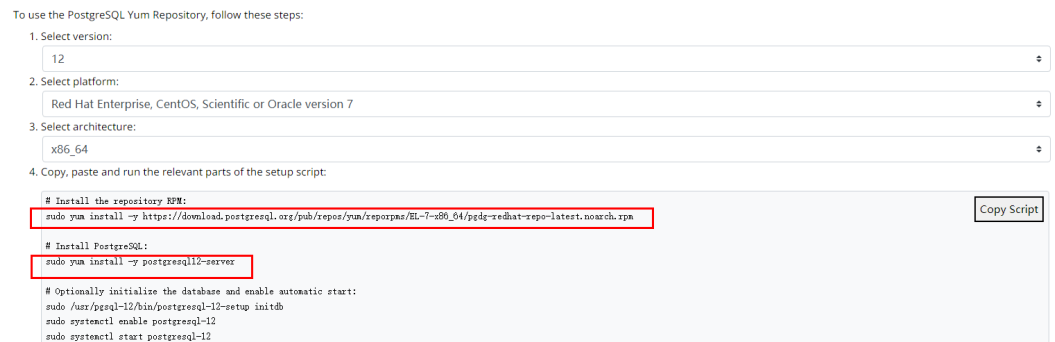 To use the PostgreSQL Yum Repository, follow these steps:
1. Select version:
12
2. Select platform:
Red Hat Enterprise, CentOS, Scientific or Oracle version 7
3. Select architecture:
x86_64
4. Copy, paste and run the relevant parts of the setup script:
Copy Script
# Install the repository RPM:
sudo yum install -y https://download.postgresql.org/pub/repos/yum/reporpms/EL-7-x86_64/pgdg-redhat-repo-latest.noarch.rpm
# Install PostgreSQL:
sudo yum install -y postgresql12-server
# Optionally initialize the database and enable automatic start:
sudo /usr/pgsql-12/bin/postgresql-12-setup initdb
sudo systemctl enable postgresql-12
sudo systemctl start postgresql-12